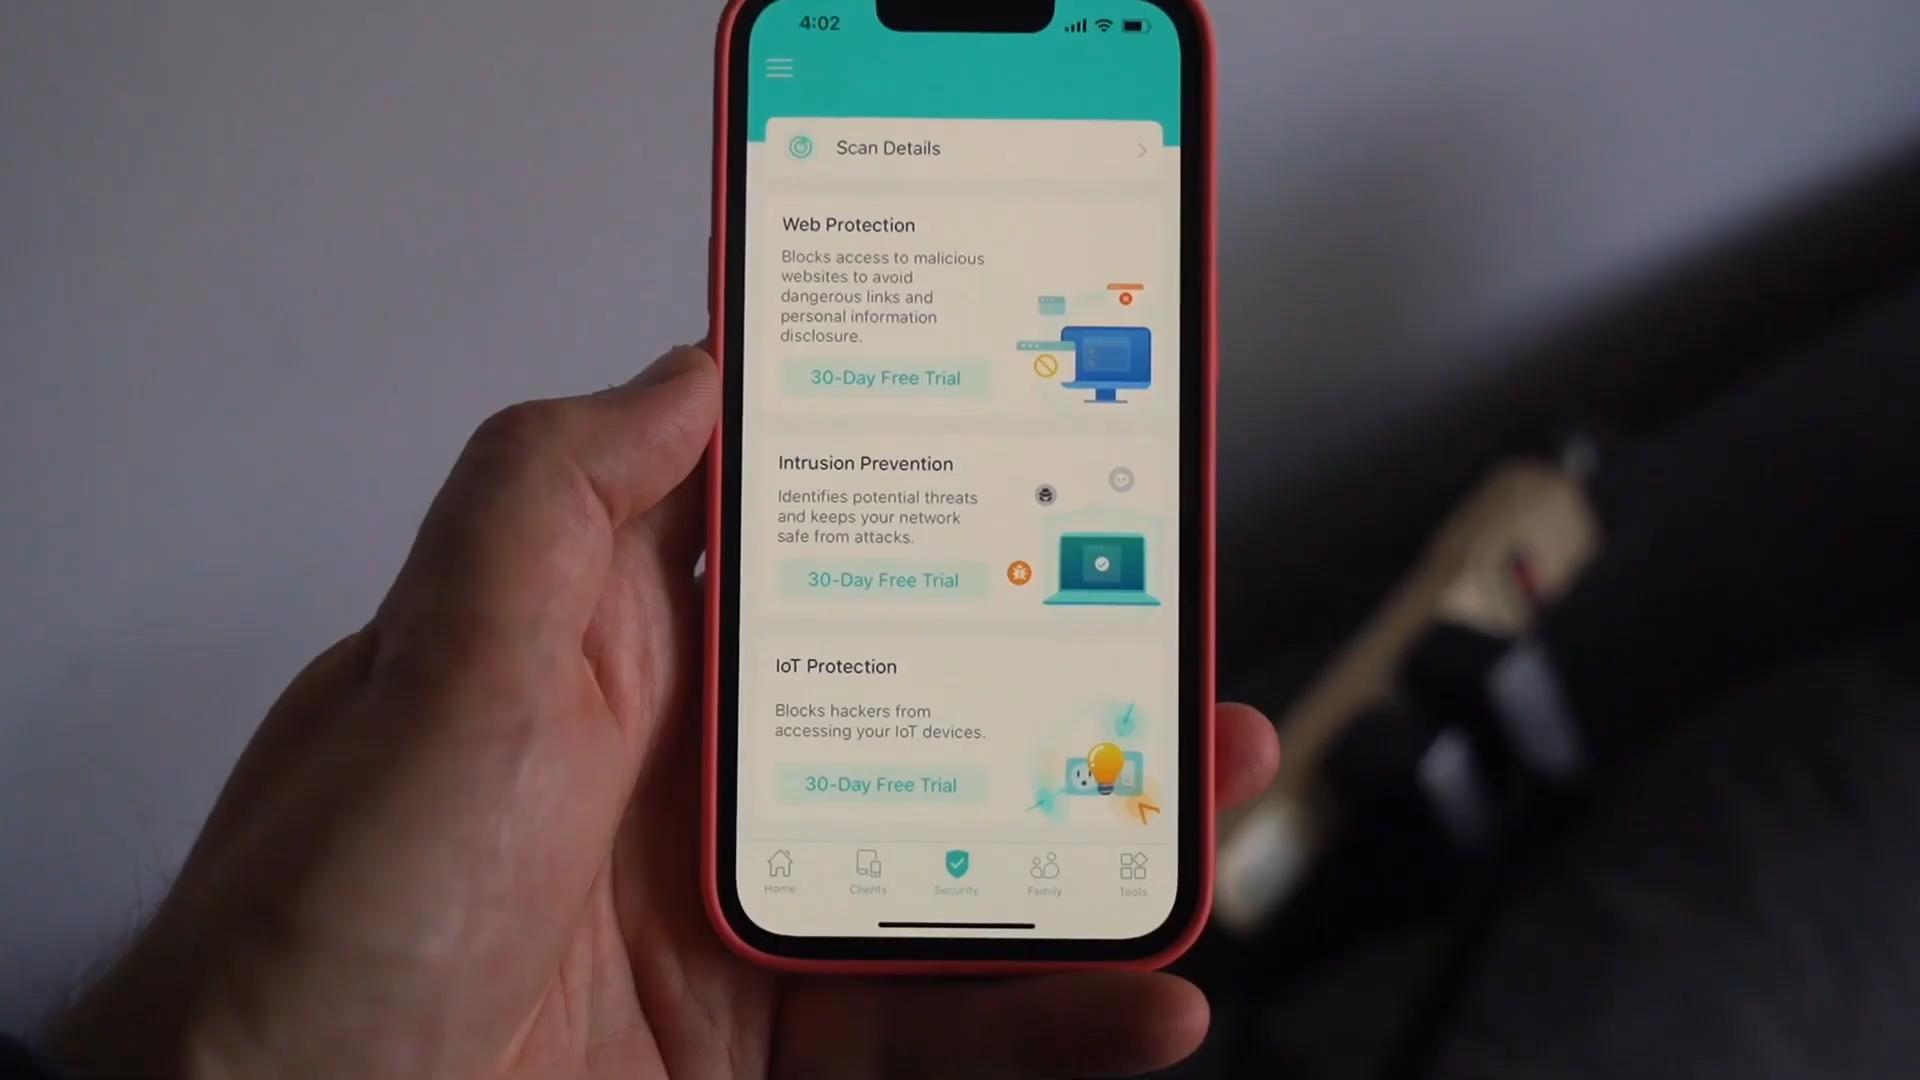 4:02
Scan Details
Web Protection
Blocks access to malicious
websites to avoid
dangerous links and
personal information
disclosure.
30-Day Free Trial
Intrusion Prevention
Identifies potential threats
and keeps your network
safe from attacks.
30-Day Free Trial
IoT Protection
Blocks hackers from
accessing your IoT devices.
30-Day Free Trial
Home Clients Security Family Tools